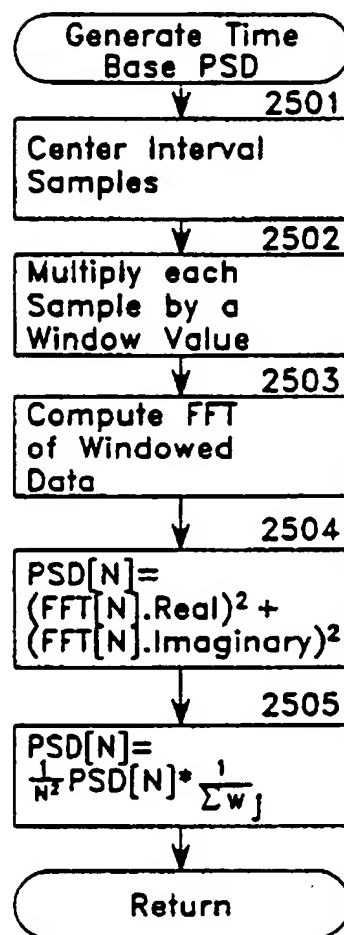 Generate Time
Base PSD
2501
Center Interval
Samples
2502
Multiply each
Sample by a
Window Value
2503
Compute FFT
of Windowed
Data
2504
PSD[N]=
(FFT[N].Real)² +
(FFT[N].Imaginary)²
2505
PSD[N]=
1/N² PSD[N]* 1/ΣWj
Return